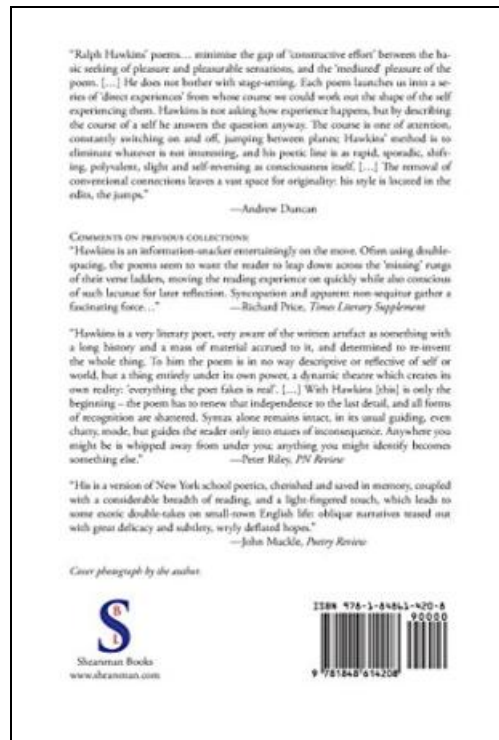 "Ralph Hawkins' poems… minimise the gap of 'constructive effort' between the ba-
sic seeking of pleasure and pleasurable sensations, and the 'mediated' pleasure of the
poem. […] He does not bother with stage-setting. Each poem launches us into a se-
ries of 'direct experiences' from whose course we could work out the shape of the self
experiencing them. Hawkins is not asking how experience happens, but by describing
the course of a self he answers the question anyway. The course is one of attention,
constantly switching on and off, jumping between planes; Hawkins' method is to
eliminate whatever is not interesting, and his poetic line is as rapid, sporadic, shift-
ing, polyvalent, slight and self-reversing as consciousness itself. […] The removal of
conventional connections leaves a vast space for originality: his style is located in the
edits, the jumps."
—Andrew Duncan
Comments on previous collections:
"Hawkins is an information-snacker entertainingly on the move. Often using double-
spacing, the poems seem to want the reader to leap down across the 'missing' rungs
of their verse ladders, moving the reading experience on quickly while also conscious
of such lacunae for later reflection. Syncopation and apparent non-sequitur gather a
fascinating force…" —Richard Price, Times Literary Supplement
"Hawkins is a very literary poet, very aware of the written artefact as something with
a long history and a mass of material accrued to it, and determined to re-invent
the whole thing. To him the poem is in no way descriptive or reflective of self or
world, but a thing entirely under its own power, a dynamic theatre which creates its
own reality: 'everything the poet fakes is real'. […] With Hawkins [this] is only the
beginning – the poem has to renew that independence to the last detail, and all forms
of recognition are shattered. Syntax alone remains intact, in its usual guiding, even
chatty, mode, but guides the reader only into mazes of inconsequence. Anywhere you
might be is whipped away from under you; anything you might identify becomes
something else." —Peter Riley, PN Review
"His is a version of New York school poetics, cherished and saved in memory, coupled
with a considerable breadth of reading, and a light-fingered touch, which leads to
some exotic double-takes on small-town English life: oblique narratives teased out
with great delicacy and subtlety, wryly deflated hopes."
—John Muckle, Poetry Review
Cover photograph by the author.
S B L
Shearsman Books
www.shearsman.com
ISBN 978-1-84861-420-8
90000
9 781848 614208